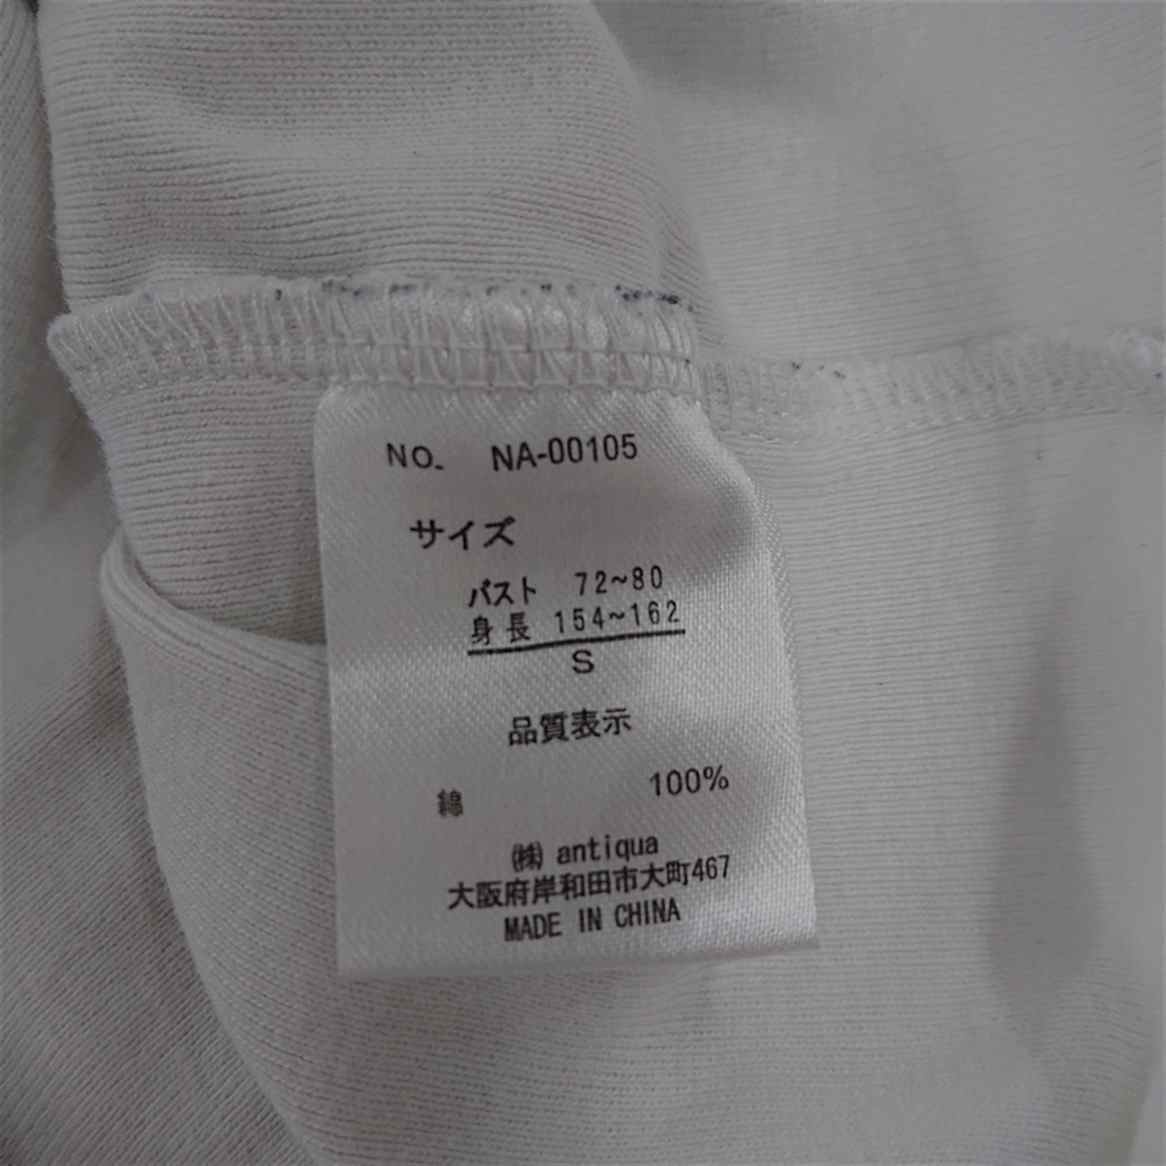 NO. NA-00105
サイズ
バスト 72~80
身長 154~162
S
品質表示
綿 100%
㈱ antiqua
大阪府岸和田市大町467
MADE IN CHINA